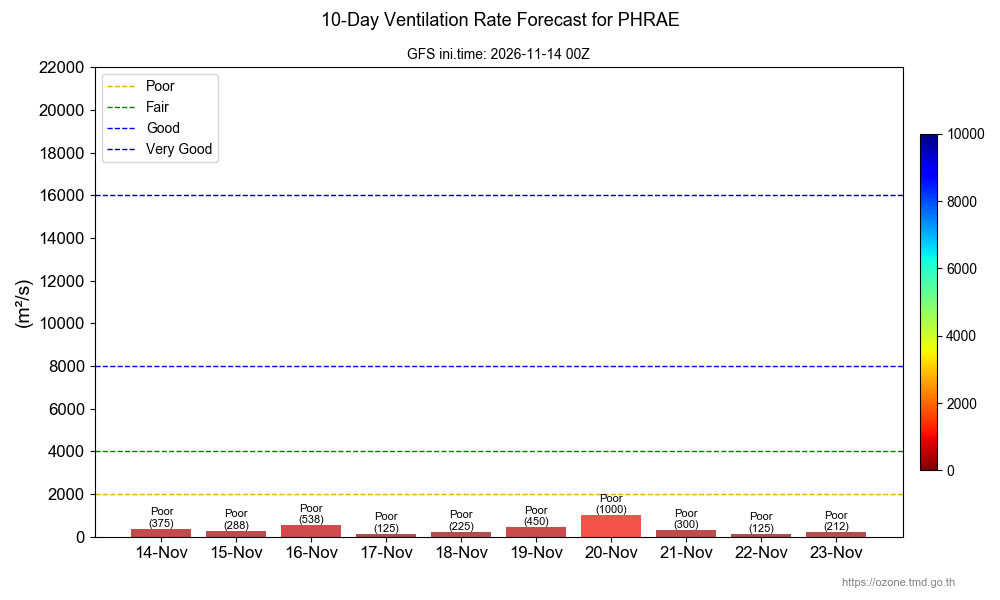 10-Day Ventilation Rate Forecast for PHRAE
GFS ini.time: 2026-11-14 00Z
(m²/s)
22000
20000
18000
16000
14000
12000
10000
8000
6000
4000
2000
0
Poor
Fair
Good
Very Good
Poor
(375)
Poor
(288)
Poor
(538)
Poor
(125)
Poor
(225)
Poor
(450)
Poor
(1000)
Poor
(300)
Poor
(125)
Poor
(212)
14-Nov 15-Nov 16-Nov 17-Nov 18-Nov 19-Nov 20-Nov 21-Nov 22-Nov 23-Nov
10000
8000
6000
4000
2000
0
https://ozone.tmd.go.th